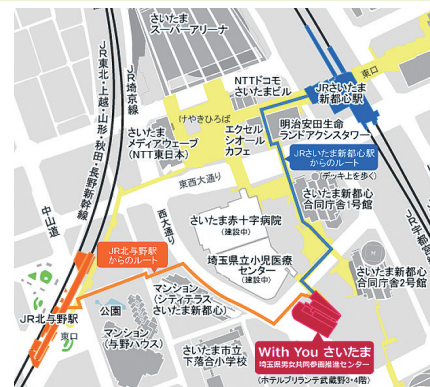 さいたま
スーパーアリーナ
JR東北・上越・山形・秋田・長野新幹線
JR埼京線
NTTドコモ
さいたまビル
JRさいたま
新都心駅
東口
けやきひろば
さいたま
メディアウェーブ
(NTT東日本)
エクセル
シオール
カフェ
明治安田生命
ランドアクシスタワー
JRさいたま新都心駅
からのルート
(デッキ上を歩く)
東西大通り
中山道
西大通り
さいたま新都心
合同庁舎1号館
さいたま赤十字病院
(建設中)
JR北与野駅
からのルート
埼玉県立小児医療
センター
(建設中)
さいたま新都心
合同庁舎2号館
JR宇都宮
JR北与野駅
東口
公園
マンション
(シティテラス
さいたま新都心)
マンション
(与野ハウス)
さいたま市立
下落合小学校
With You さいたま
埼玉県男女共同参画推進センター
(ホテルブリランテ武蔵野3・4階)